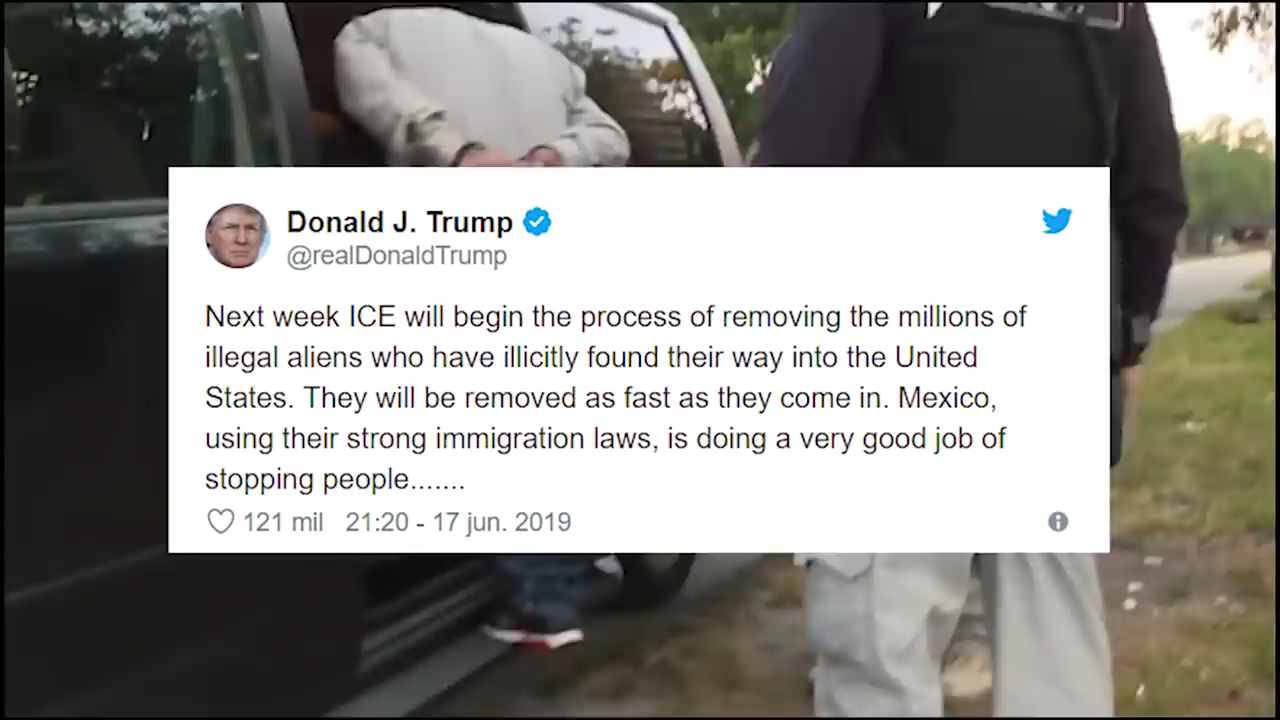 Donald J. Trump
@realDonaldTrump
Next week ICE will begin the process of removing the millions of
illegal aliens who have illicitly found their way into the United
States. They will be removed as fast as they come in. Mexico,
using their strong immigration laws, is doing a very good job of
stopping people.......
121 mil 21:20 - 17 jun. 2019